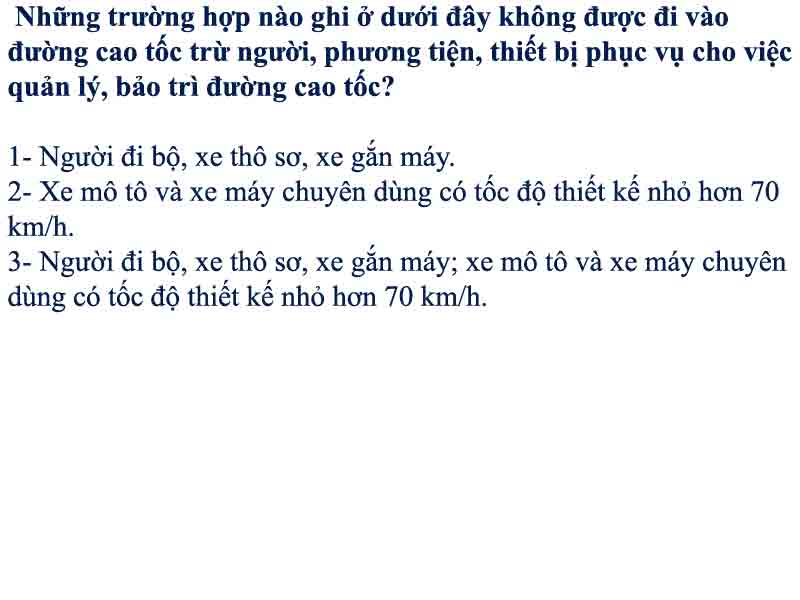 Những trường hợp nào ghi ở dưới đây không được đi vào
đường cao tốc trừ người, phương tiện, thiết bị phục vụ cho việc
quản lý, bảo trì đường cao tốc?
1- Người đi bộ, xe thô sơ, xe gắn máy.
2- Xe mô tô và xe máy chuyên dùng có tốc độ thiết kế nhỏ hơn 70
km/h.
3- Người đi bộ, xe thô sơ, xe gắn máy; xe mô tô và xe máy chuyên
dùng có tốc độ thiết kế nhỏ hơn 70 km/h.